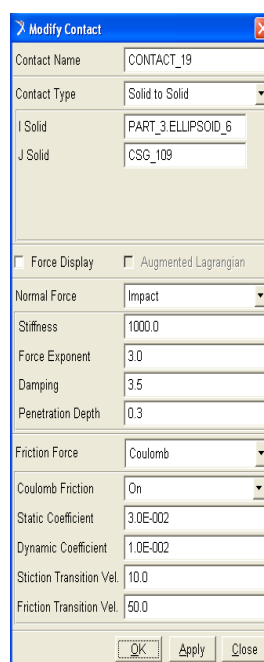 Modify Contact
Contact Name CONTACT_19
Contact Type Solid to Solid
I Solid PART_3.ELLIPSOID_6
J Solid CSG_109
Force Display Augmented Lagrangian
Normal Force Impact
Stiffness 1000.0
Force Exponent 3.0
Damping 3.5
Penetration Depth 0.3
Friction Force Coulomb
Coulomb Friction On
Static Coefficient 3.0E-002
Dynamic Coefficient 1.0E-002
Stiction Transition Vel. 10.0
Friction Transition Vel. 50.0
OK Apply Close